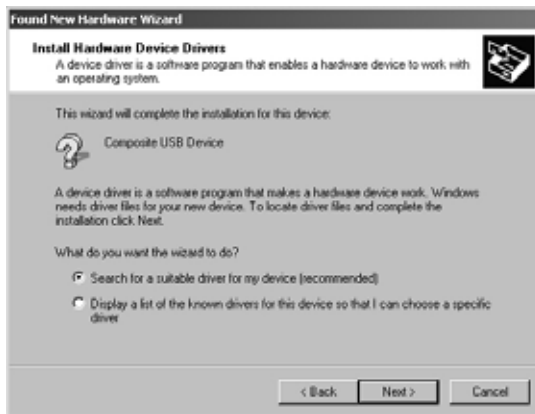 Found New Hardware Wizard
Install Hardware Device Drivers
A device driver is a software program that enables a hardware device to work with
an operating system.
This wizard will complete the installation for this device:
Composite USB Device
A device driver is a software program that makes a hardware device work. Windows
needs driver files for your new device. To locate driver files and complete the
installation click Next.
What do you want the wizard to do?
Search for a suitable driver for my device (recommended)
Display a list of the known drivers for this device so that I can choose a specific
driver
< Back
Next >
Cancel